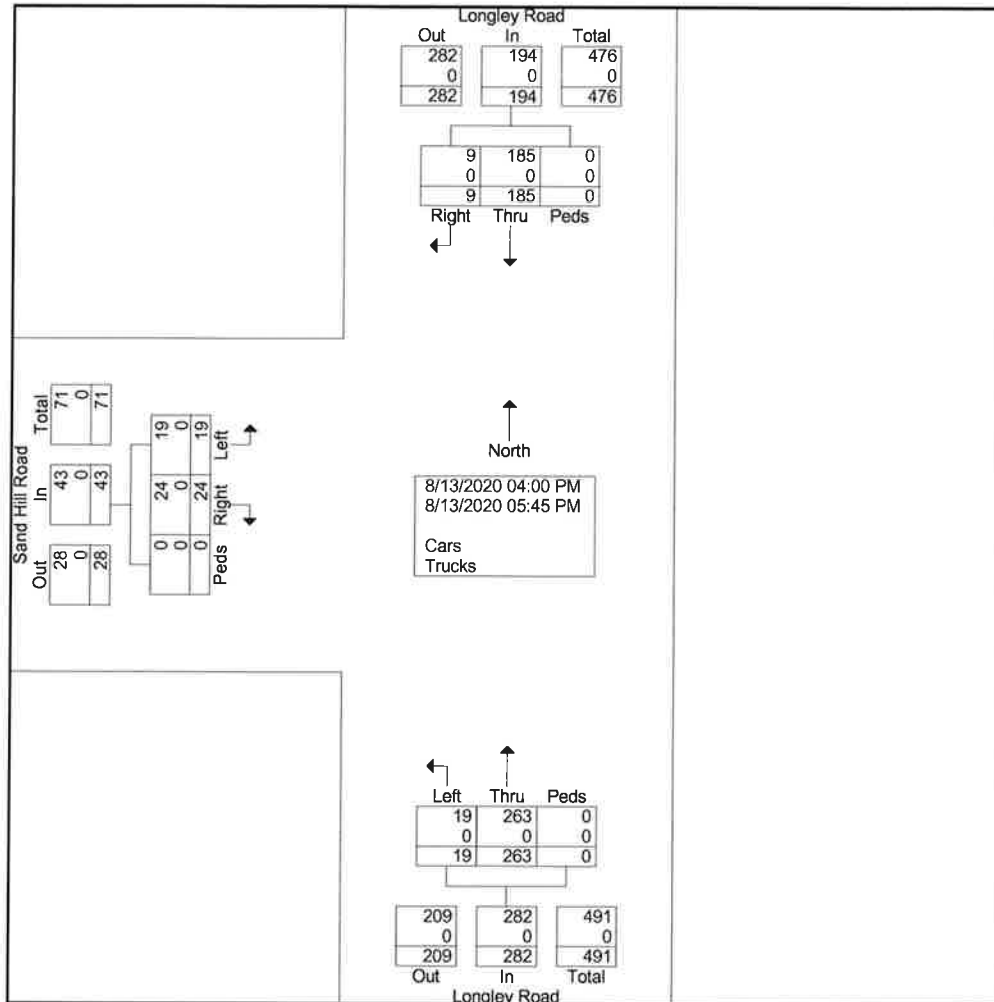 Longley Road
Out In Total
282 194 476
0 0 0
282 194 476
9 185 0
0 0 0
9 185 0
Right Thru Peds
Sand Hill Road
Out In Total
28 43 71
0 0 0
28 43 71
0 24 19
0 0 0
0 24 19
Peds Right Left
North
8/13/2020 04:00 PM
8/13/2020 05:45 PM
Cars
Trucks
Left Thru Peds
19 263 0
0 0 0
19 263 0
209 282 491
0 0 0
209 282 491
Out In Total
Longley Road